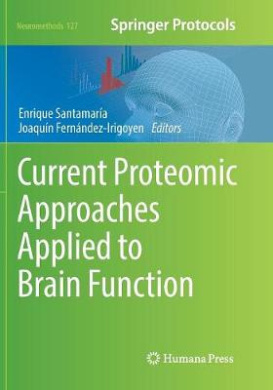 Neuromethods 127
Springer Protocols
Enrique Santamaría
Joaquín Fernández-Irigoyen Editors
Current Proteomic
Approaches
Applied to
Brain Function
Humana Press